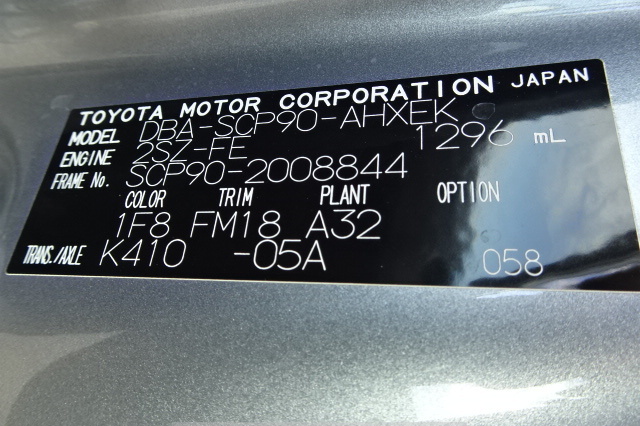 TOYOTA MOTOR CORPORATION JAPAN
MODEL DBA-SCP90-AHXEK
ENGINE 2SZ-FE 1296 mL
FRAME No. SCP90-2008844
COLOR TRIM PLANT OPTION
1F8 FM18 A32
TRANS./AXLE K410 -05A 058